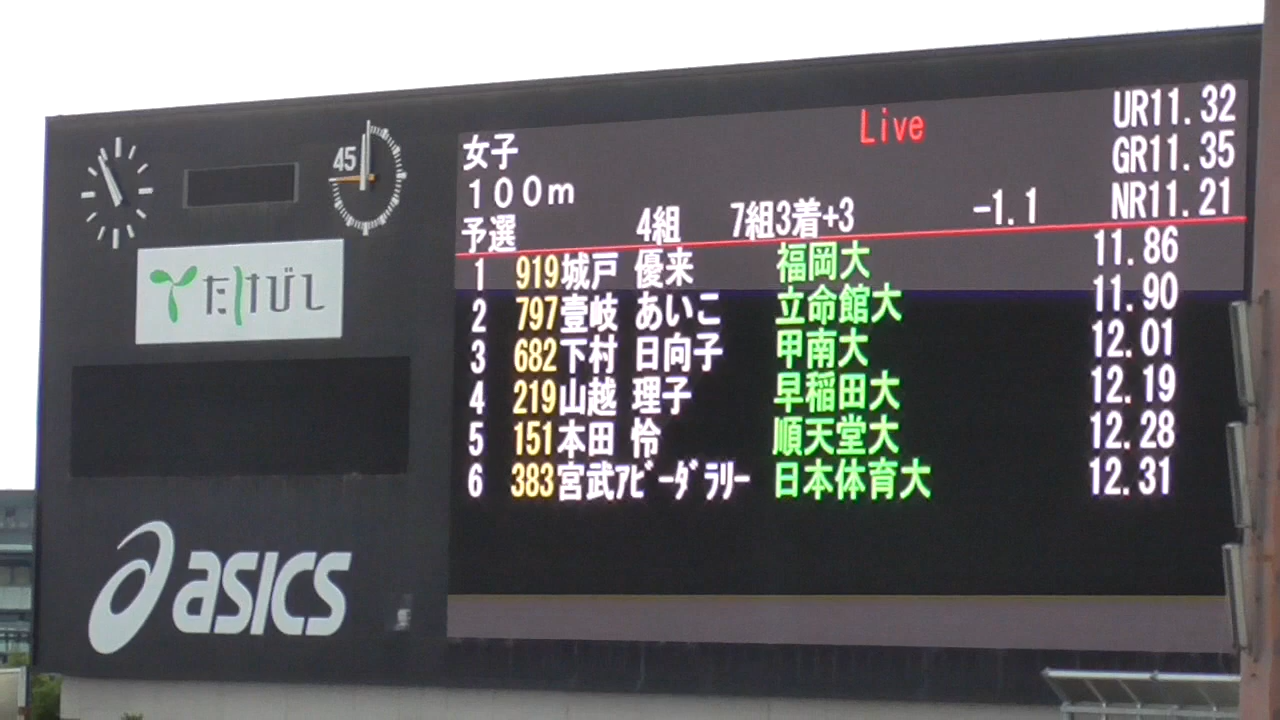 45
たけびし
asics
Live
UR11.32
女子
GR11.35
100m
NR11.21
予選 4組 7組3着+3 -1.1
1 919城戸 優来 福岡大 11.86
2 797壹岐 あいこ 立命館大 11.90
3 682下村 日向子 甲南大 12.01
4 219山越 理子 早稲田大 12.19
5 151本田 怜 順天堂大 12.28
6 383宮武ｱﾋﾞｰﾀﾞﾗﾘｰ 日本体育大 12.31